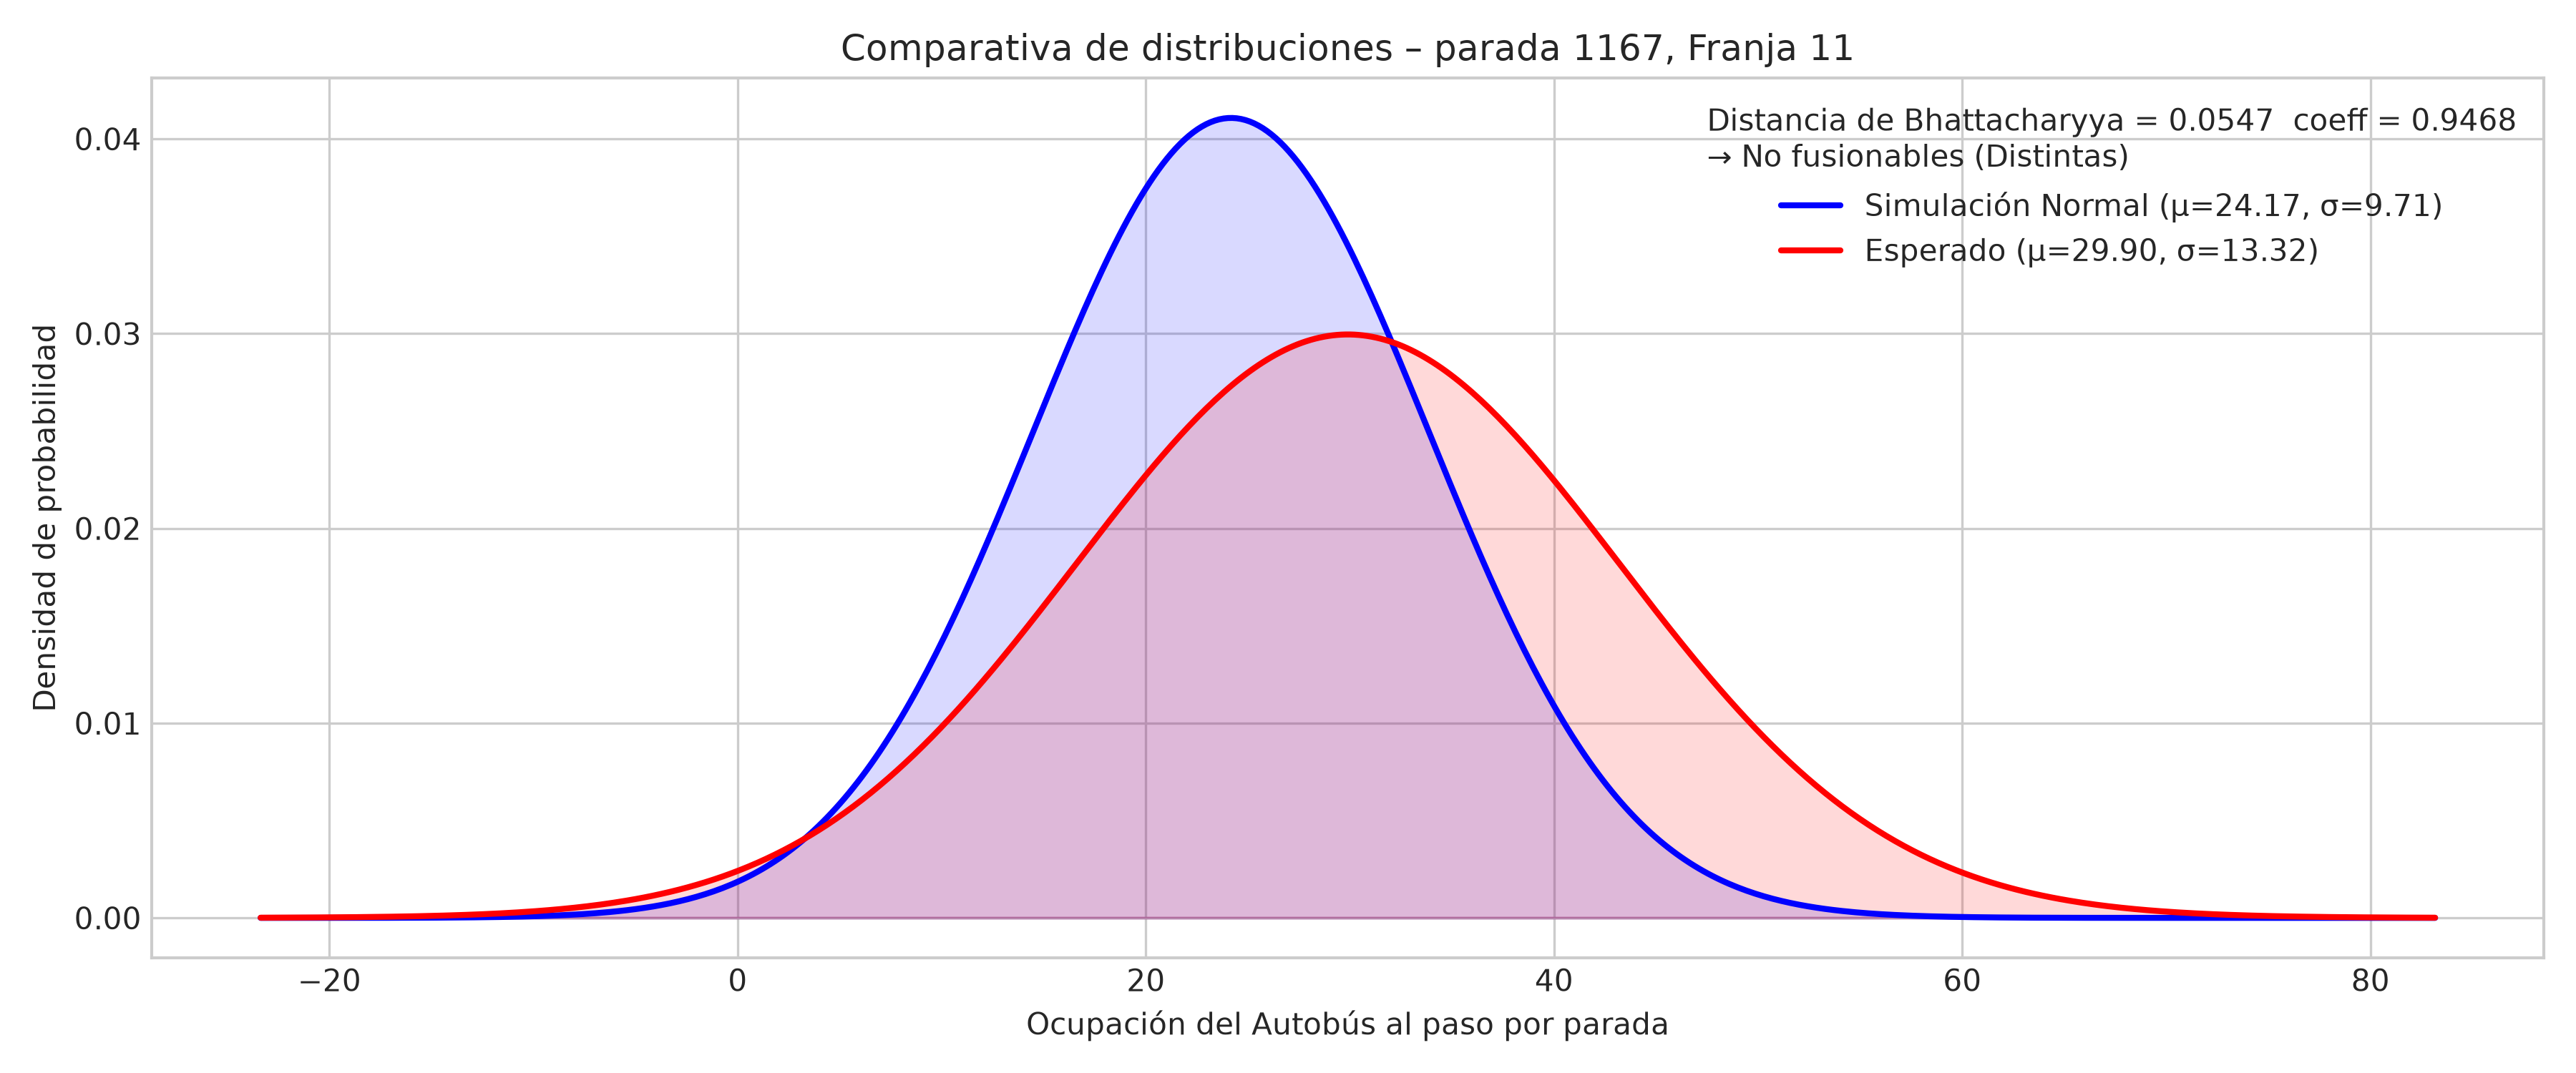 Comparativa de distribuciones – parada 1167, Franja 11
Distancia de Bhattacharyya = 0.0547  coeff = 0.9468
→ No fusionables (Distintas)
Simulación Normal (μ=24.17, σ=9.71)
Esperado (μ=29.90, σ=13.32)
Densidad de probabilidad
0.04
0.03
0.02
0.01
0.00
−20 0 20 40 60 80
Ocupación del Autobús al paso por parada